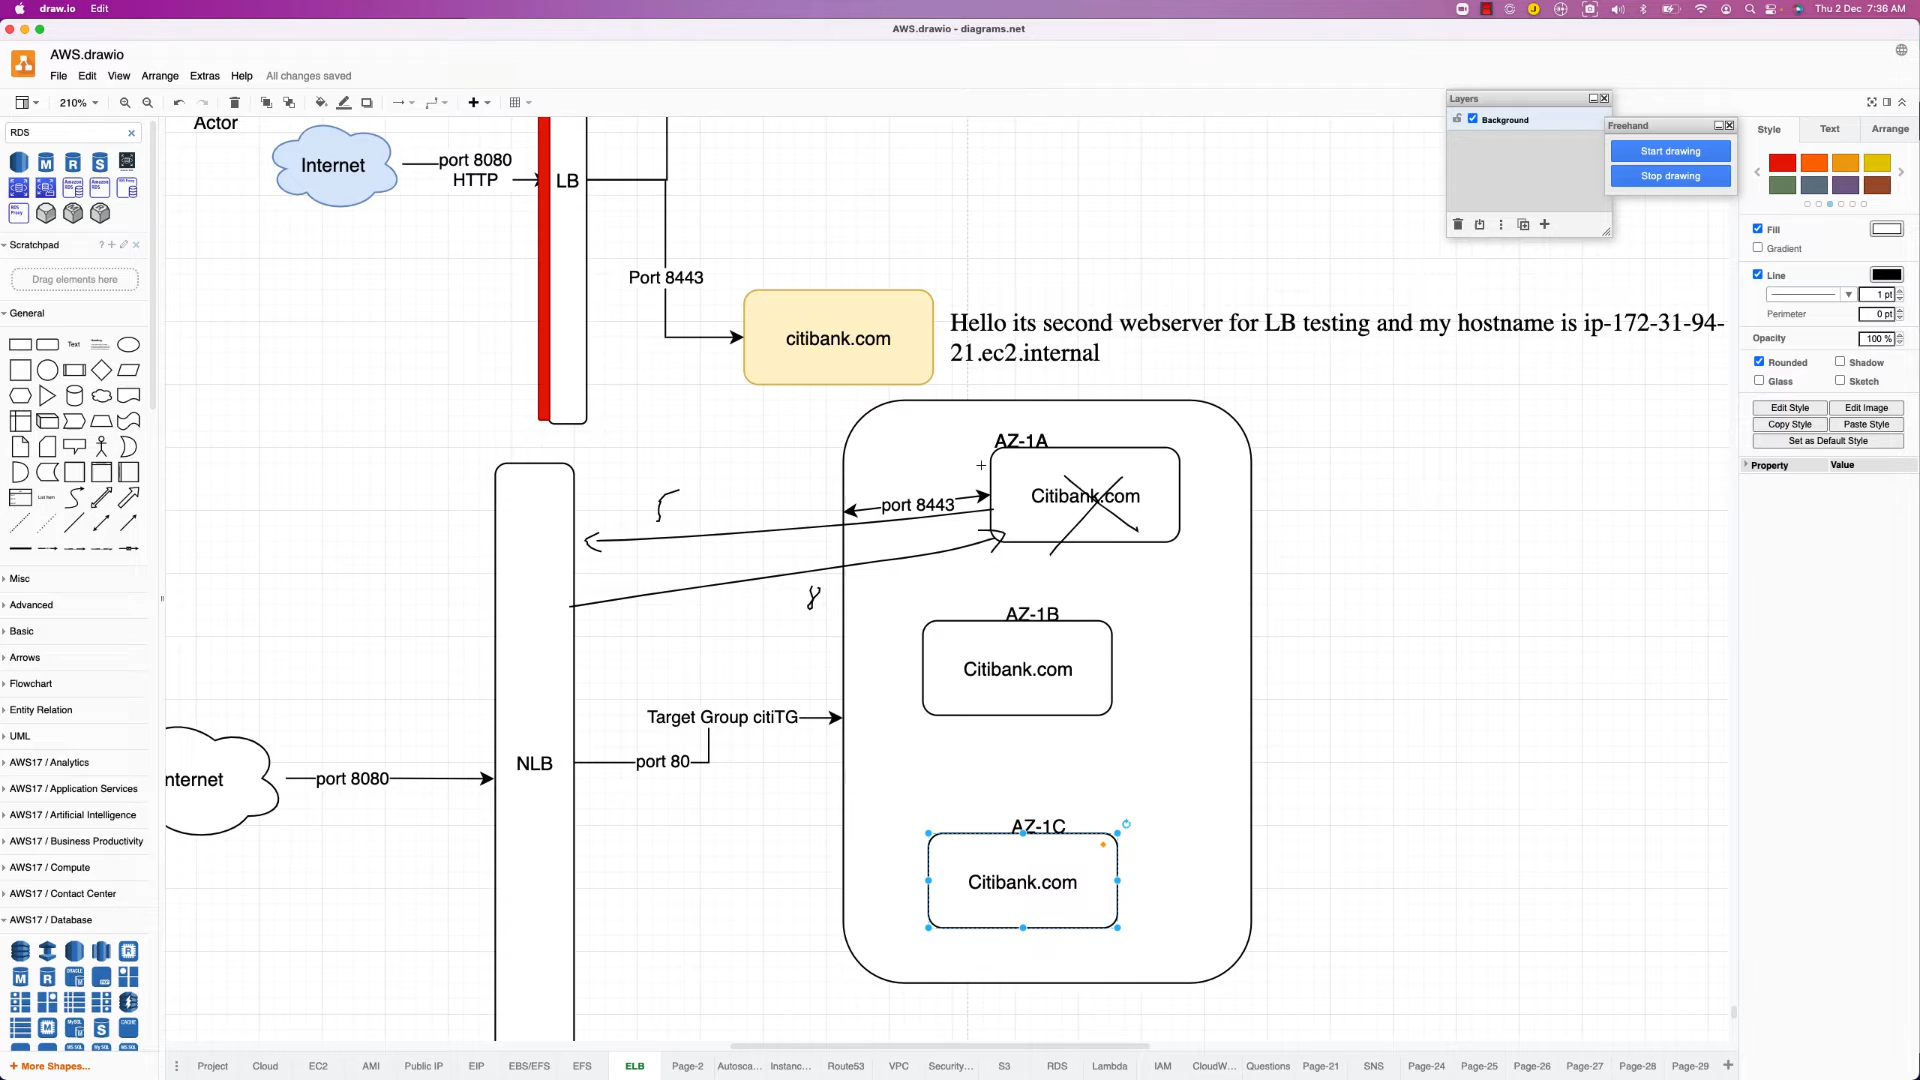 draw.io Edit
Thu 2 Dec 7:36 AM
AWS.drawio - diagrams.net
AWS.drawio
File Edit View Arrange Extras Help All changes saved
210%
RDS
Scratchpad
Drag elements here
General
Text
Misc
Advanced
Basic
Arrows
Flowchart
Entity Relation
UML
AWS17 / Analytics
AWS17 / Application Services
AWS17 / Artificial Intelligence
AWS17 / Business Productivity
AWS17 / Compute
AWS17 / Contact Center
AWS17 / Database
+ More Shapes...
Actor
Internet
port 8080
HTTP
LB
Port 8443
citibank.com
Hello its second webserver for LB testing and my hostname is ip-172-31-94-
21.ec2.internal
AZ-1A
Citibank.com
port 8443
8
AZ-1B
Citibank.com
Target Group citiTG
port 80
NLB
nternet
port 8080
AZ-1C
Citibank.com
Layers
Background
Freehand
Start drawing
Stop drawing
Style Text Arrange
Fill
Gradient
Line
1 pt
Perimeter 0 pt
Opacity 100 %
Rounded Shadow
Glass Sketch
Edit Style Edit Image
Copy Style Paste Style
Set as Default Style
Property Value
Project Cloud EC2 AMI Public IP EIP EBS/EFS EFS ELB Page-2 Autosca... Instanc... Route53 VPC Security... S3 RDS Lambda IAM CloudW... Questions Page-21 SNS Page-24 Page-25 Page-26 Page-27 Page-28 Page-29